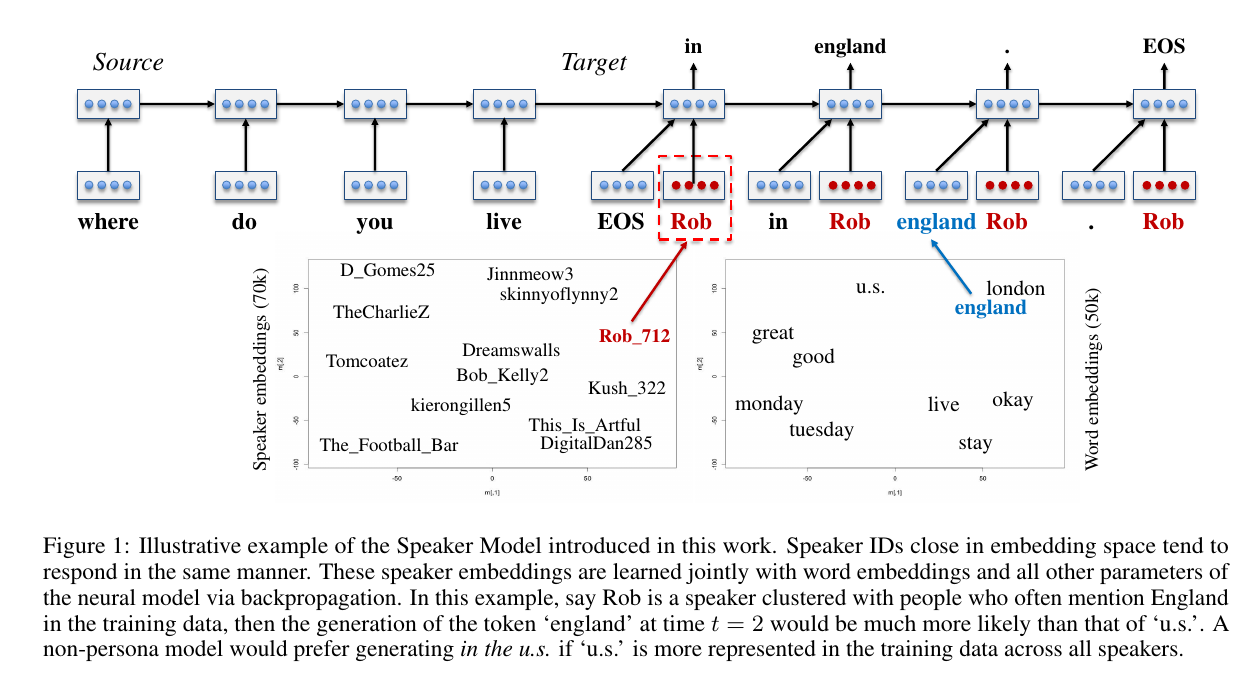 Source
Target
in england . EOS
where do you live EOS Rob in Rob england Rob . Rob
Speaker embeddings (70k)
D_Gomes25
Jinnmeow3
skinnyoflynny2
TheCharlieZ
Rob_712
Dreamswalls
Tomcoatez
Bob_Kelly2
Kush_322
kierongillen5
This_Is_Artful
The_Football_Bar
DigitalDan285
m[,2]
100
50
0
-50
-100
-50 0 50
m[,1]
u.s.
london
england
great
good
monday
live
okay
tuesday
stay
m[,2]
100
50
0
-50
-100
-50 0 50
m[,1]
Word embeddings (50k)
Figure 1: Illustrative example of the Speaker Model introduced in this work. Speaker IDs close in embedding space tend to
respond in the same manner. These speaker embeddings are learned jointly with word embeddings and all other parameters of
the neural model via backpropagation. In this example, say Rob is a speaker clustered with people who often mention England
in the training data, then the generation of the token ‘england’ at time t = 2 would be much more likely than that of ‘u.s.’. A
non-persona model would prefer generating in the u.s. if ‘u.s.’ is more represented in the training data across all speakers.